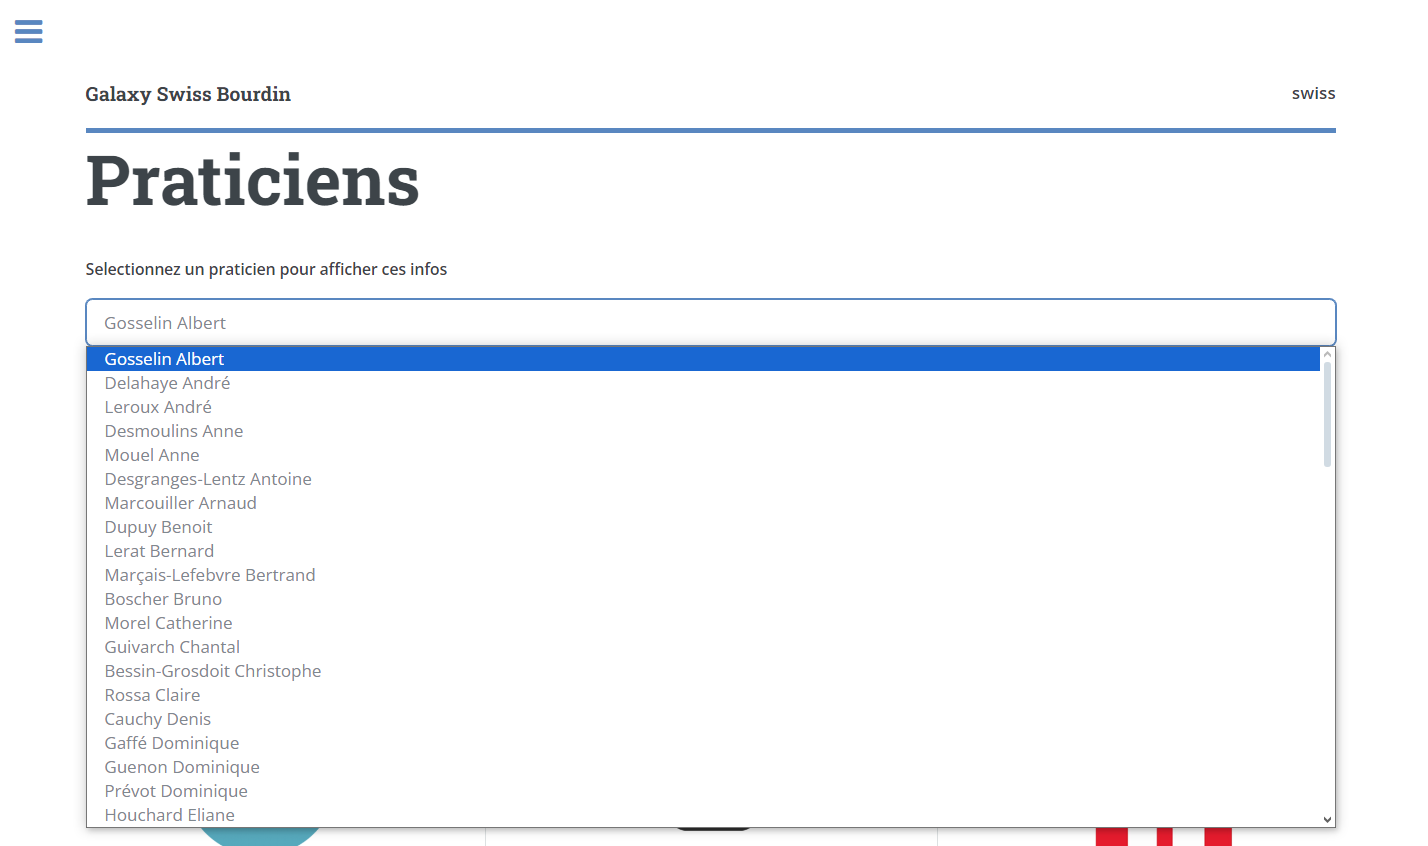 Galaxy Swiss Bourdin
swiss
Praticiens
Selectionnez un praticien pour afficher ces infos
Gosselin Albert
Gosselin Albert
Delahaye André
Leroux André
Desmoulins Anne
Mouel Anne
Desgranges-Lentz Antoine
Marcouiller Arnaud
Dupuy Benoit
Lerat Bernard
Marçais-Lefebvre Bertrand
Boscher Bruno
Morel Catherine
Guivarch Chantal
Bessin-Grosdoit Christophe
Rossa Claire
Cauchy Denis
Gaffé Dominique
Guenon Dominique
Prévot Dominique
Houchard Eliane